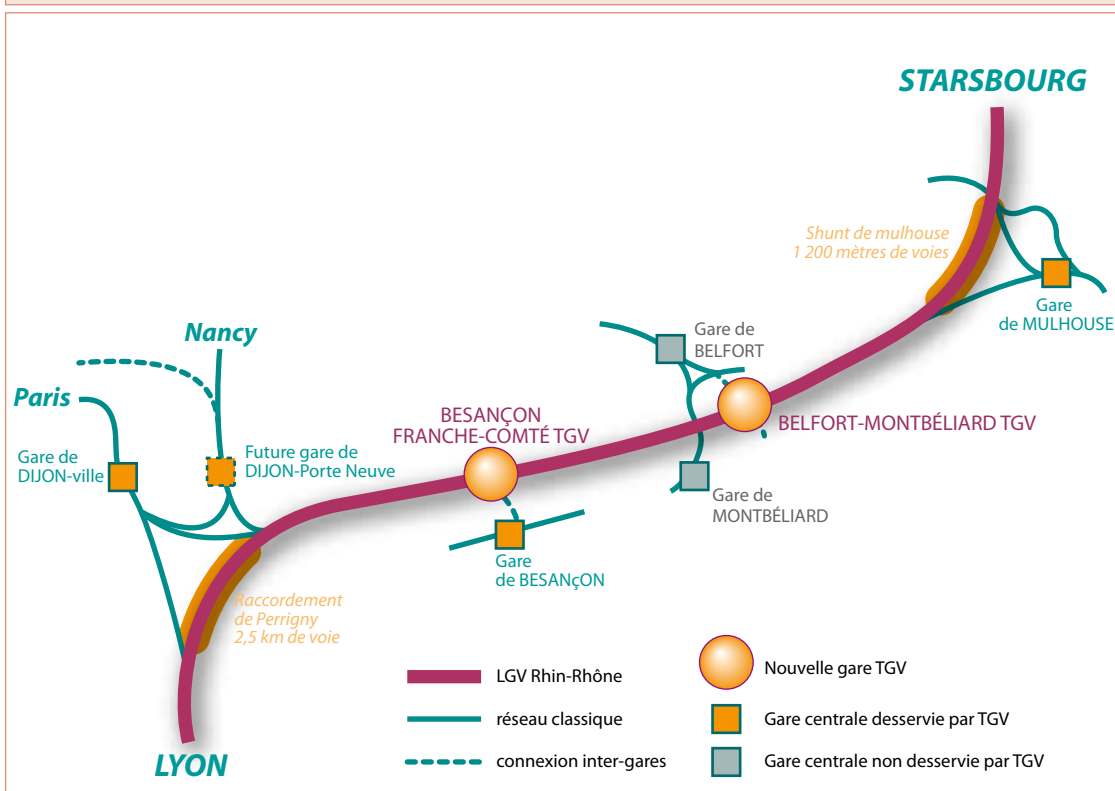 STARSBOURG
Shunt de mulhouse
1 200 mètres de voies
Gare
de MULHOUSE
Nancy
Gare de
BELFORT
Paris
BESANÇON
FRANCHE-COMTÉ TGV
BELFORT-MONTBÉLIARD TGV
Gare de
DIJON-ville
Future gare de
DIJON-Porte Neuve
Gare de
MONTBÉLIARD
Gare
de BESANçON
Raccordement
de Perrigny
2,5 km de voie
LYON
LGV Rhin-Rhône
réseau classique
connexion inter-gares
Nouvelle gare TGV
Gare centrale desservie par TGV
Gare centrale non desservie par TGV